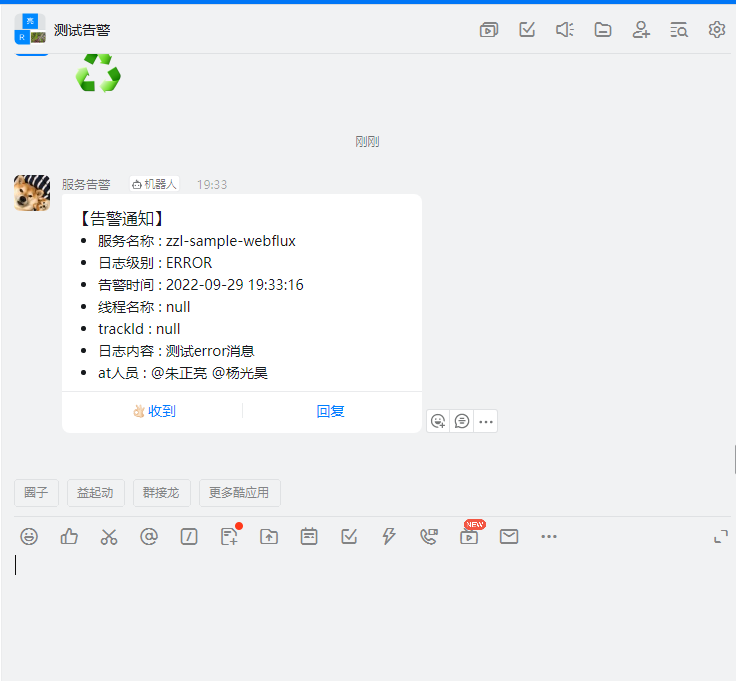 亮
R
测试告警
刚刚
服务告警 机器人 19:33
【告警通知】
服务名称 : zzl-sample-webflux
日志级别 : ERROR
告警时间 : 2022-09-29 19:33:16
线程名称 : null
trackId : null
日志内容 : 测试error消息
at人员 : @朱正亮 @杨光昊
收到 回复
圈子 益起动 群接龙 更多酷应用
NEW